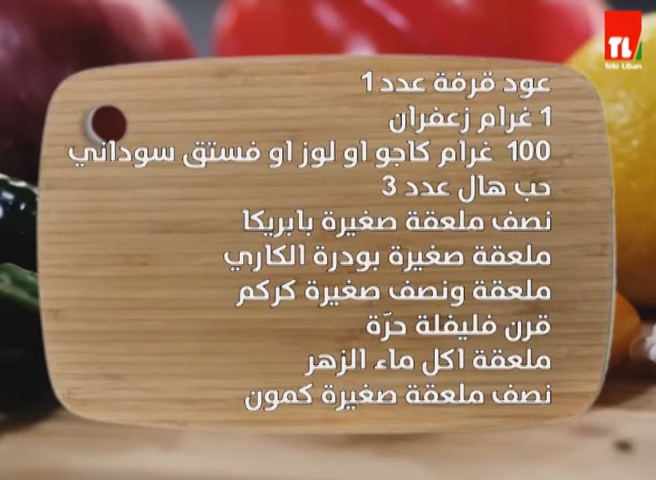 عود قرفة عدد 1
1 غرام زعفران
100 غرام كاجو او لوز او فستق سوداني
حب هال عدد 3
نصف ملعقة صغيرة بابريكا
ملعقة صغيرة بودرة الكاري
ملعقة ونصف صغيرة كركم
قرن فليفلة حرّة
ملعقة اكل ماء الزهر
نصف ملعقة صغيرة كمون
TL
Télé Liban